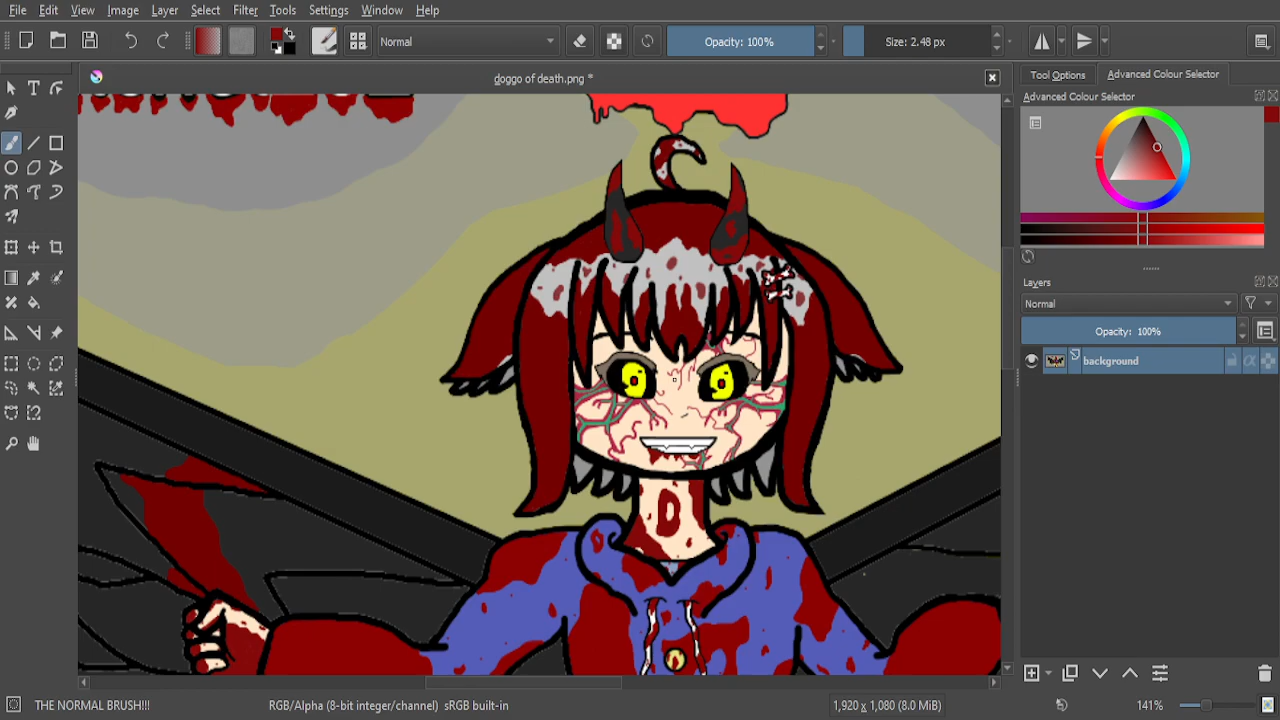 File Edit View Image Layer Select Filter Tools Settings Window Help
Normal Opacity: 100% Size: 2.48 px
doggo of death.png *
Tool Options Advanced Colour Selector
Advanced Colour Selector
Layers
Normal
Opacity: 100%
background
THE NORMAL BRUSH!!! RGB/Alpha (8-bit integer/channel) sRGB built-in 1,920 x 1,080 (8.0 MiB) 141%